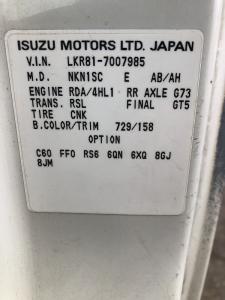 ISUZU MOTORS LTD. JAPAN
V.I.N. LKR81-7007985
M.D. NKN1SC E AB/AH
ENGINE RDA/4HL1 RR AXLE G73
TRANS. RSL FINAL GT5
TIRE CNK
B.COLOR/TRIM 729/158
OPTION
C60 FF0 RS6 6QN 6XQ 8GJ
8JM